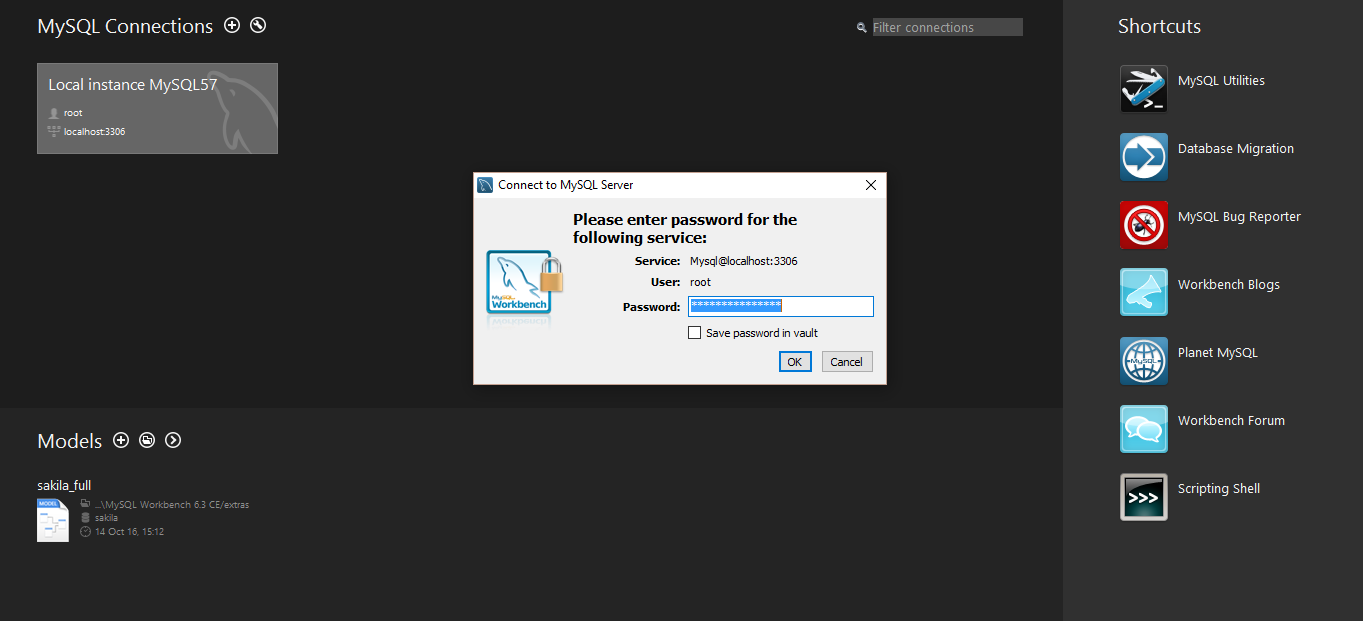 MySQL Connections
Filter connections
Local instance MySQL57
root
localhost:3306
Connect to MySQL Server
Please enter password for the
following service:
Service: Mysql@localhost:3306
User: root
Password: ***************
Save password in vault
OK Cancel
MySQL
Workbench
Models
sakila_full
MODEL
...\MySQL Workbench 6.3 CE/extras
sakila
14 Oct 16, 15:12
Shortcuts
MySQL Utilities
>_
Database Migration
MySQL Bug Reporter
Workbench Blogs
MySQL
Planet MySQL
Workbench Forum
>>>
Scripting Shell